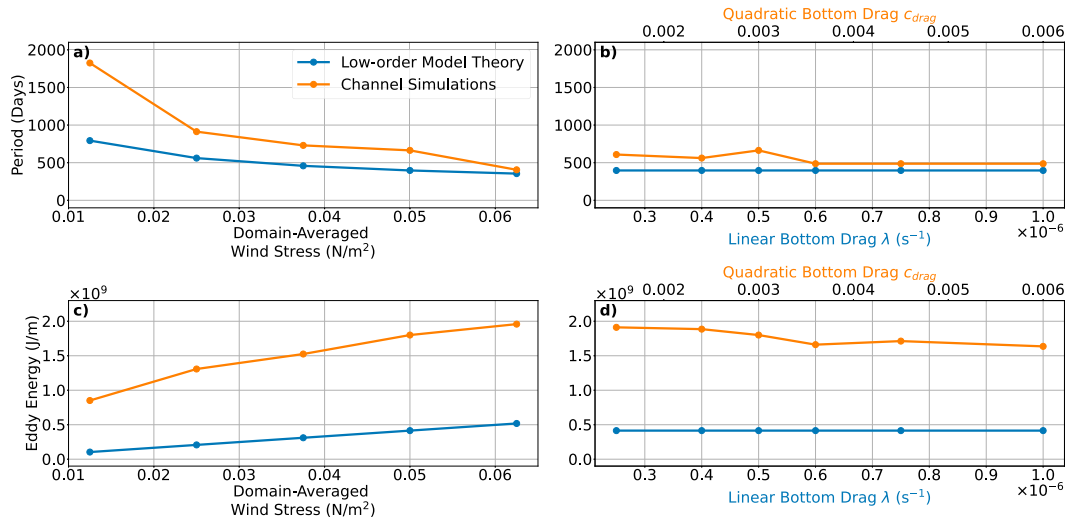 Quadratic Bottom Drag c_drag
0.002 0.003 0.004 0.005 0.006
a)
Low-order Model Theory
Channel Simulations
b)
Period (Days)
2000
1500
1000
500
0
2000
1500
1000
500
0
0.01 0.02 0.03 0.04 0.05 0.06
Domain-Averaged
Wind Stress (N/m²)
0.3 0.4 0.5 0.6 0.7 0.8 0.9 1.0
×10⁻⁶
Linear Bottom Drag λ (s⁻¹)
Quadratic Bottom Drag c_drag
0.002 0.003 0.004 0.005 0.006
×10⁹
c)
×10⁹
d)
Eddy Energy (J/m)
2.0
1.5
1.0
0.5
0.0
2.0
1.5
1.0
0.5
0.0
0.01 0.02 0.03 0.04 0.05 0.06
Domain-Averaged
Wind Stress (N/m²)
0.3 0.4 0.5 0.6 0.7 0.8 0.9 1.0
×10⁻⁶
Linear Bottom Drag λ (s⁻¹)